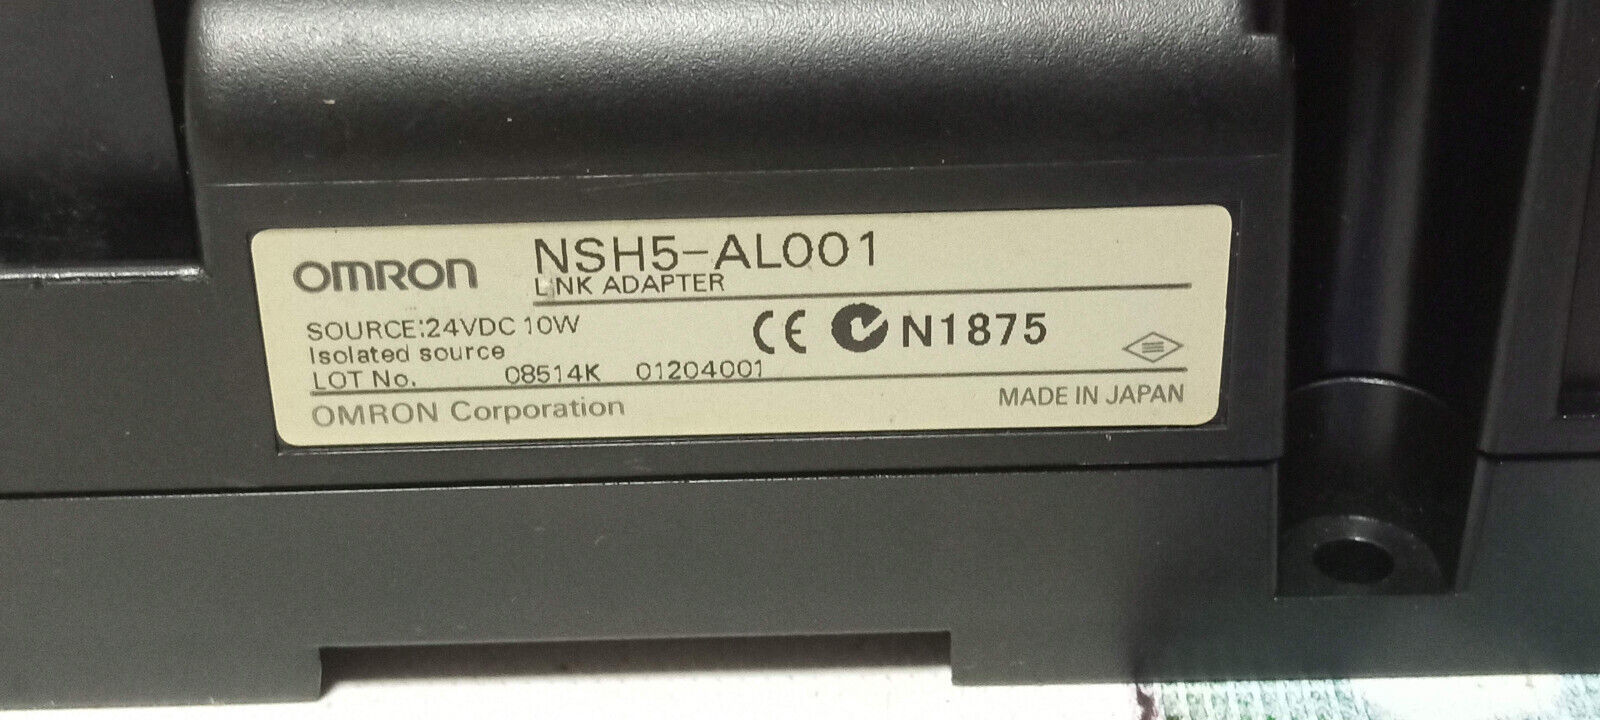 OMRON NSH5-AL001
LINK ADAPTER
SOURCE:24VDC 10W
Isolated source
CE N1875
LOT No. 08514K 01204001
OMRON Corporation
MADE IN JAPAN